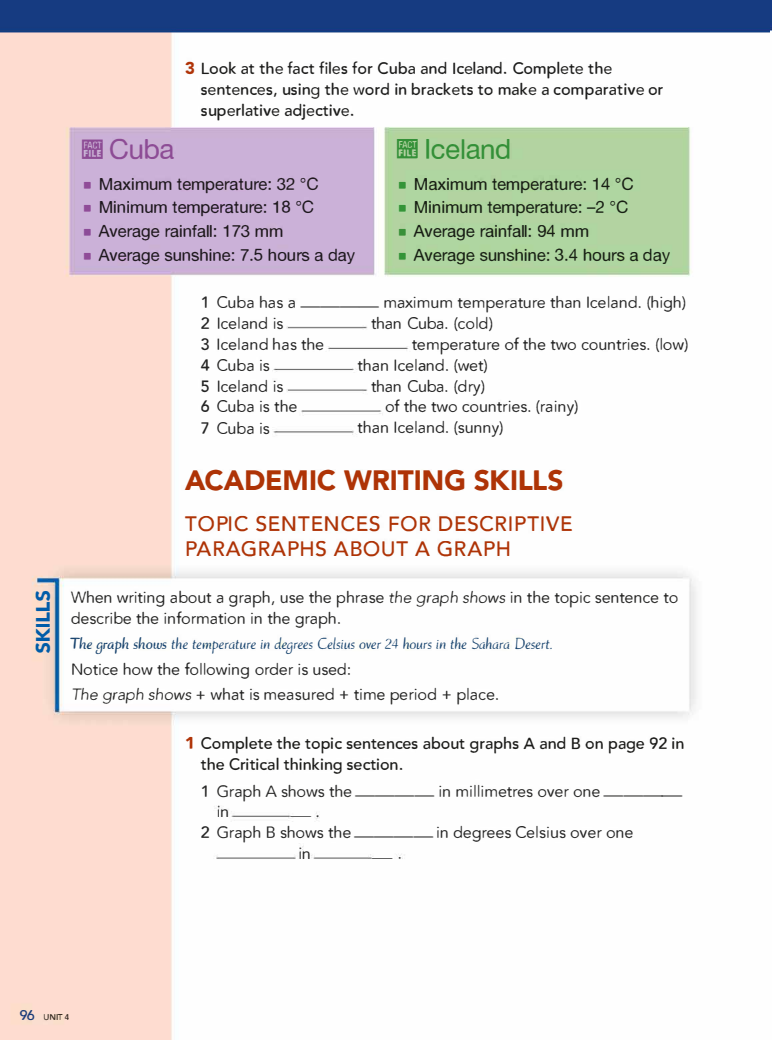 3 Look at the fact files for Cuba and Iceland. Complete the
sentences, using the word in brackets to make a comparative or
superlative adjective.
FACT FILE Cuba
■ Maximum temperature: 32 °C
■ Minimum temperature: 18 °C
■ Average rainfall: 173 mm
■ Average sunshine: 7.5 hours a day
FACT FILE Iceland
■ Maximum temperature: 14 °C
■ Minimum temperature: –2 °C
■ Average rainfall: 94 mm
■ Average sunshine: 3.4 hours a day
1 Cuba has a ________ maximum temperature than Iceland. (high)
2 Iceland is ________ than Cuba. (cold)
3 Iceland has the ________ temperature of the two countries. (low)
4 Cuba is ________ than Iceland. (wet)
5 Iceland is ________ than Cuba. (dry)
6 Cuba is the ________ of the two countries. (rainy)
7 Cuba is ________ than Iceland. (sunny)
ACADEMIC WRITING SKILLS
TOPIC SENTENCES FOR DESCRIPTIVE
PARAGRAPHS ABOUT A GRAPH
SKILLS
When writing about a graph, use the phrase the graph shows in the topic sentence to
describe the information in the graph.
The graph shows the temperature in degrees Celsius over 24 hours in the Sahara Desert.
Notice how the following order is used:
The graph shows + what is measured + time period + place.
1 Complete the topic sentences about graphs A and B on page 92 in
the Critical thinking section.
1 Graph A shows the ________ in millimetres over one ________
in ________ .
2 Graph B shows the ________ in degrees Celsius over one
________ in ________ .
96 UNIT 4